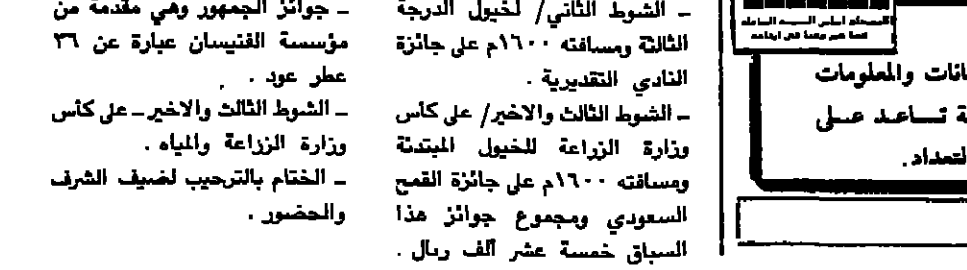 انات والمعلومات
ة تساعد على
لتعداد .
ـ الشوط الثاني/ لخيول الدرجة
الثالثة ومسافته ١٦٠٠م على جائزة
النادي التقديرية .
ـ الشوط الثالث والاخير/ على كأس
وزارة الزراعة للخيول المبتدئة
ومسافته ١٦٠٠م على جائزة القمح
السعودي ومجموع جوائز هذا
السباق خمسة عشر ألف ريال .
ـ جوائز الجمهور وهي مقدمة من
مؤسسة القنيسان عبارة عن ٣٦
عطر عود .
ـ الشوط الثالث والاخير ـ على كأس
وزارة الزراعة والمياه .
ـ الختام بالترحيب لضيف الشرف
والحضور .